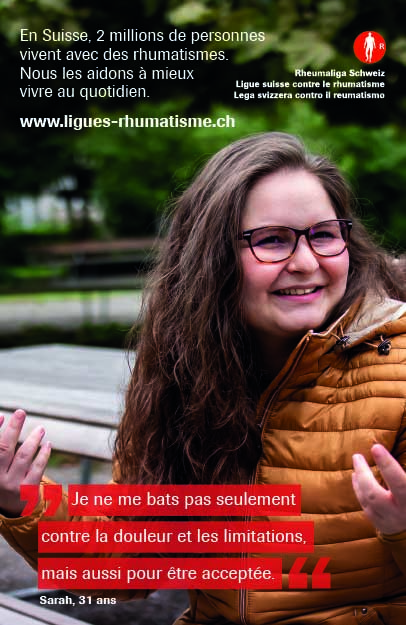 En Suisse, 2 millions de personnes
vivent avec des rhumatismes.
Nous les aidons à mieux
vivre au quotidien.
www.ligues-rhumatisme.ch
R
Rheumaliga Schweiz
Ligue suisse contre le rhumatisme
Lega svizzera contro il reumatismo
” Je ne me bats pas seulement
contre la douleur et les limitations,
mais aussi pour être acceptée. “
Sarah, 31 ans